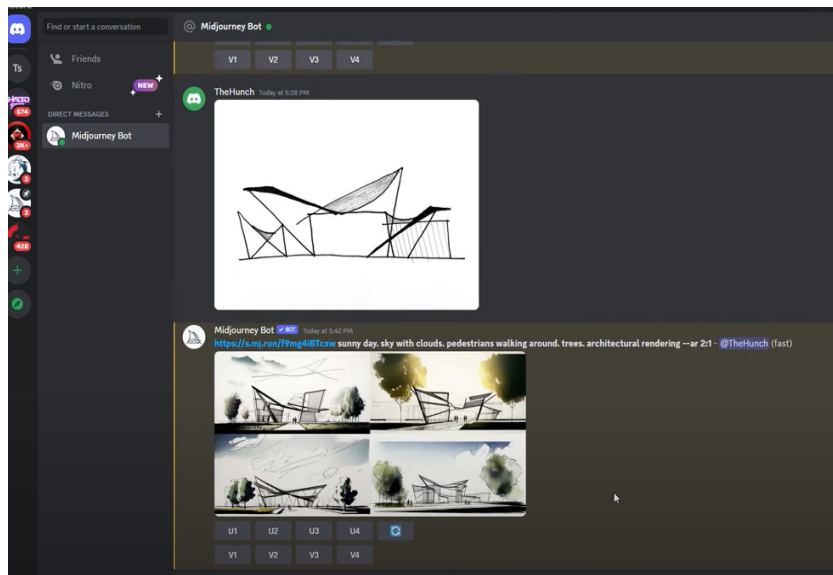 Find or start a conversation
Midjourney Bot
Ts
Friends
Nitro
NEW
DIRECT MESSAGES
Midjourney Bot
574
3K+
3
3
428
V1 V2 V3 V4
TheHunch Today at 5:38 PM
Midjourney Bot BOT Today at 5:42 PM
https://s.mj.run/f9mg4iBTcxw sunny day. sky with clouds. pedestrians walking around. trees. architectural rendering --ar 2:1 - @TheHunch (fast)
U1 U2 U3 U4
V1 V2 V3 V4